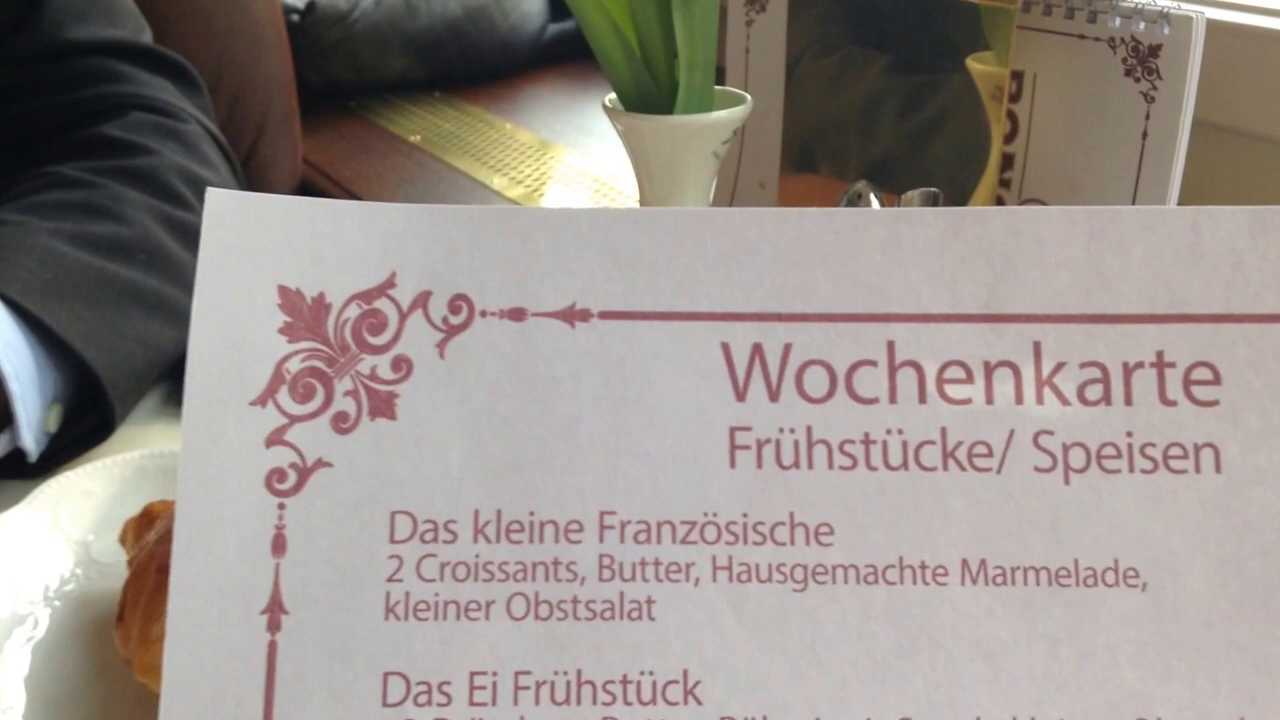 Wochenkarte
Frühstücke/ Speisen
Das kleine Französische
2 Croissants, Butter, Hausgemachte Marmelade,
kleiner Obstsalat
Das Ei Frühstück